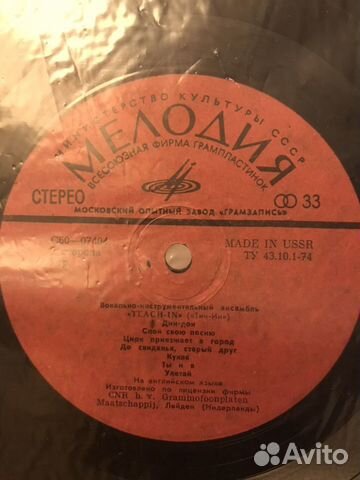 МИНИСТЕРСТВО КУЛЬТУРЫ СССР
МЕЛОДИЯ
ВСЕСОЮЗНАЯ ФИРМА ГРАМПЛАСТИНОК
СТЕРЕО
33
МОСКОВСКИЙ ОПЫТНЫЙ ЗАВОД «ГРАМЗАПИСЬ»
С60—07404
MADE IN USSR
ТУ 43.10.1-74
Вокально-инструментальный ансамбль
«TEACH-IN» («Тич-Ин»)
Дин-дон
Спой свою песню
Цирк приезжает в город
До свиданья, старый друг
Кукла
Ты и я
Улетай
На английском языке
Изготовлено по лицензии фирмы
CNR b. v. Grammofoonplaten
Maatschappij, Лейден (Нидерланды)
Avito